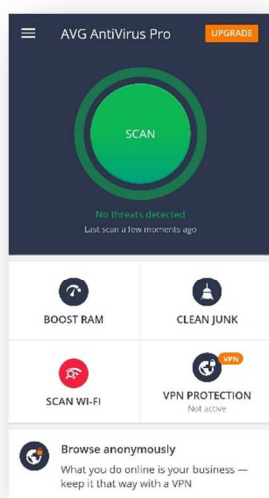 AVG AntiVirus Pro
UPGRADE
SCAN
No threats detected
Last scan a few moments ago
BOOST RAM
CLEAN JUNK
SCAN WI-FI
VPN
VPN PROTECTION
Not active
Browse anonymously
What you do online is your business —
keep it that way with a VPN